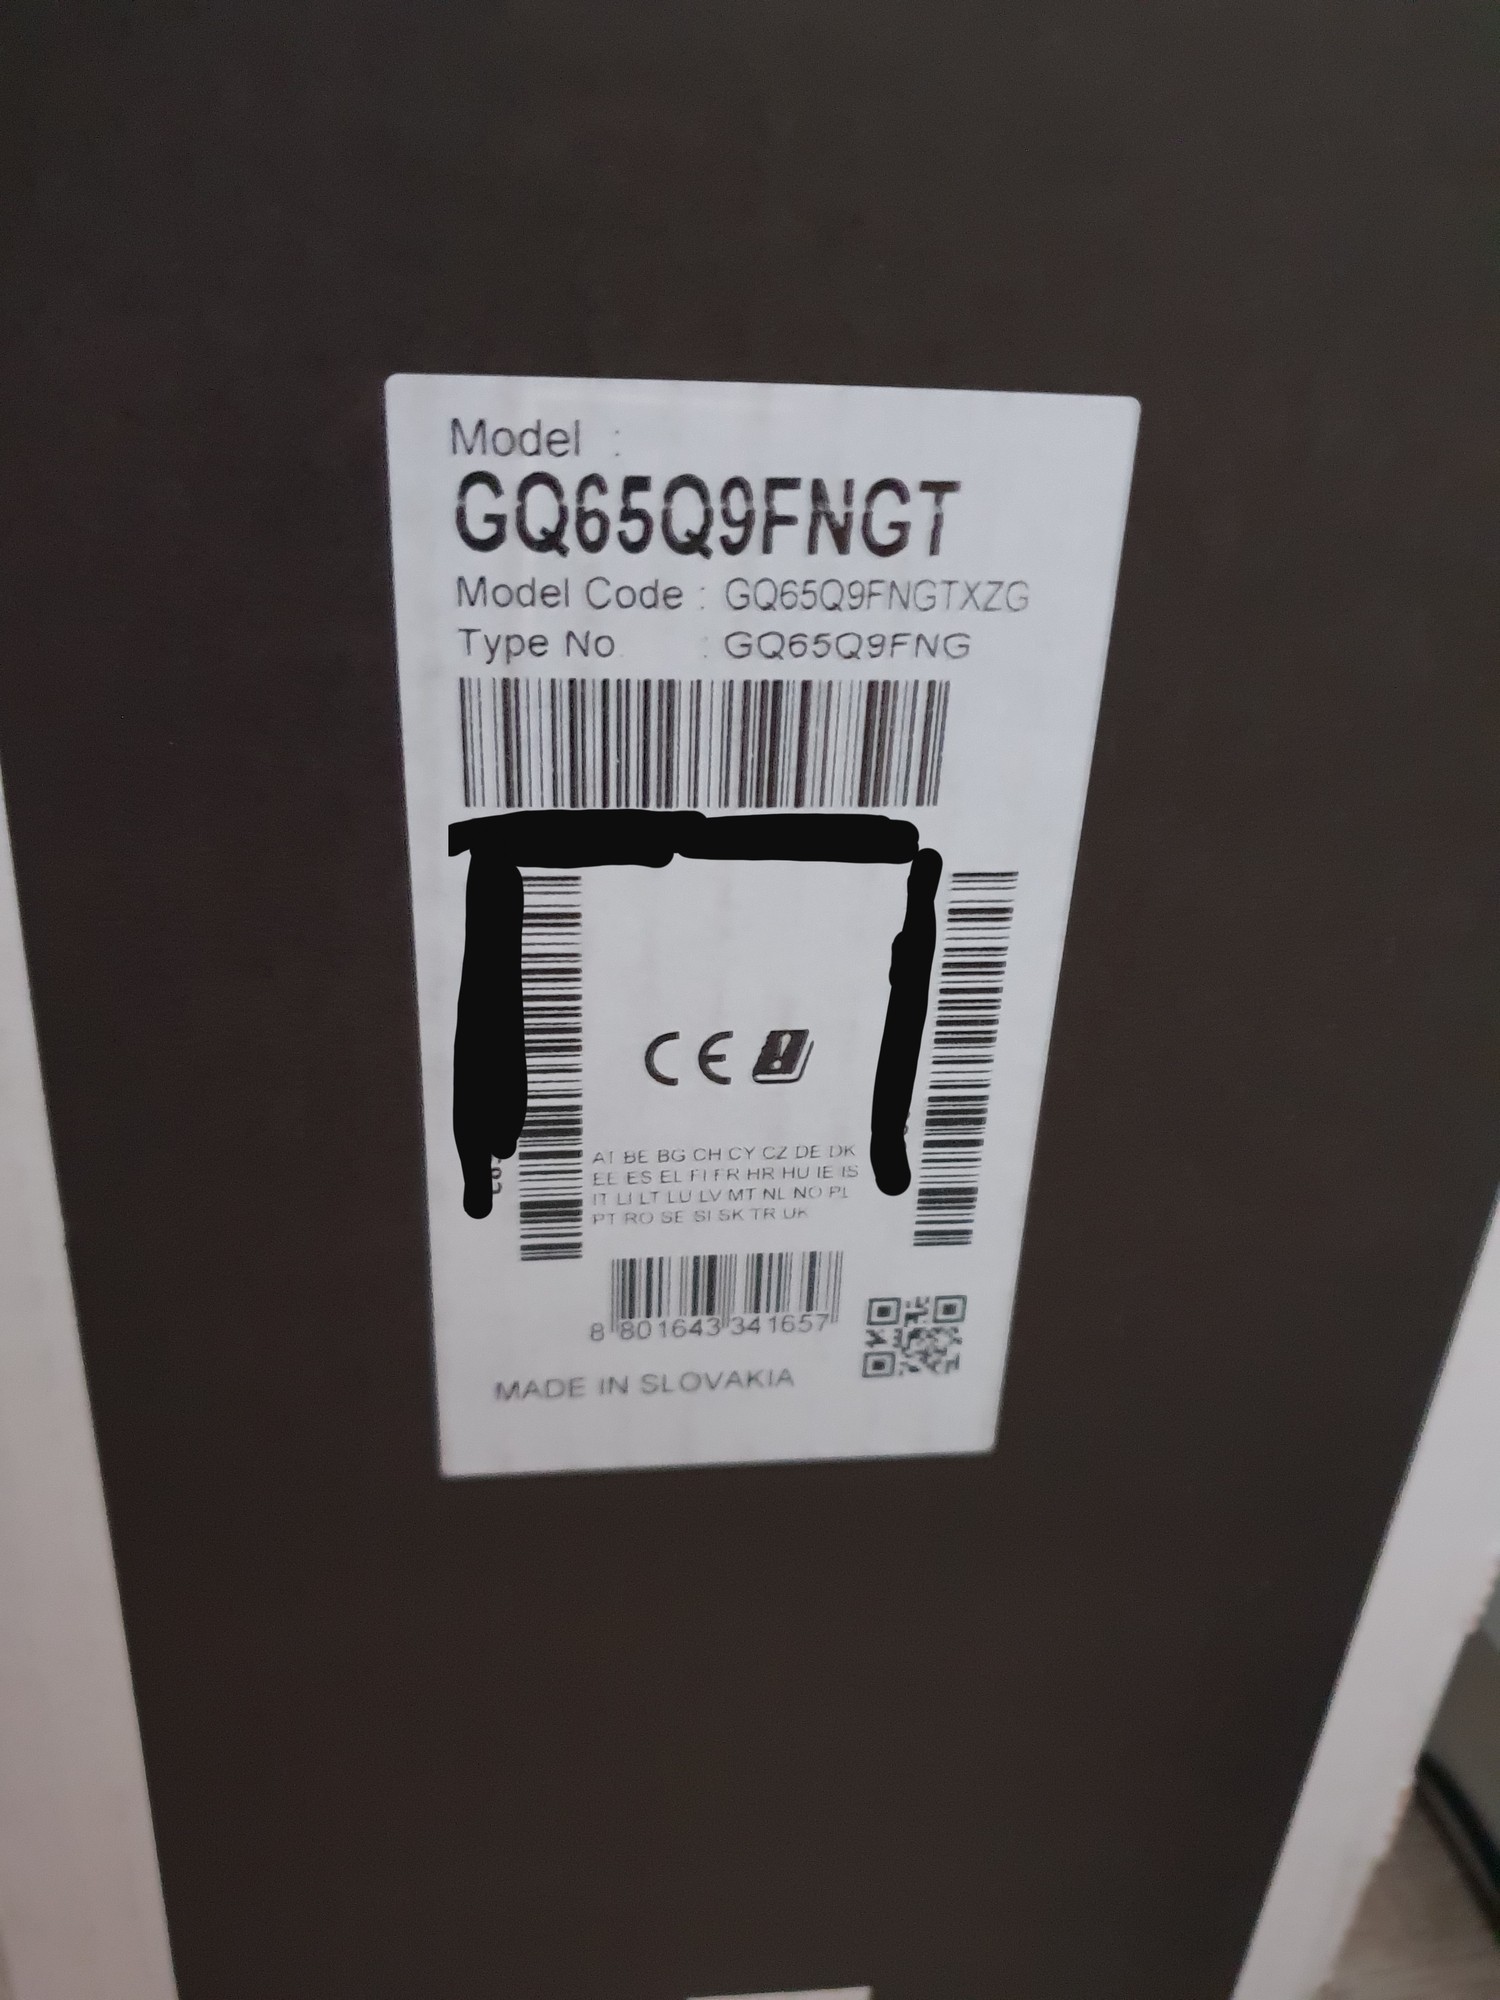 Model :
GQ65Q9FNGT
Model Code : GQ65Q9FNGTXZG
Type No. : GQ65Q9FNG
CE
AT BE BG CH CY CZ DE DK
EE ES EL FI FR HR HU IE IS
IT LI LT LU LV MT NL NO PL
PT RO SE SI SK TR UK
8 801643 341657
MADE IN SLOVAKIA